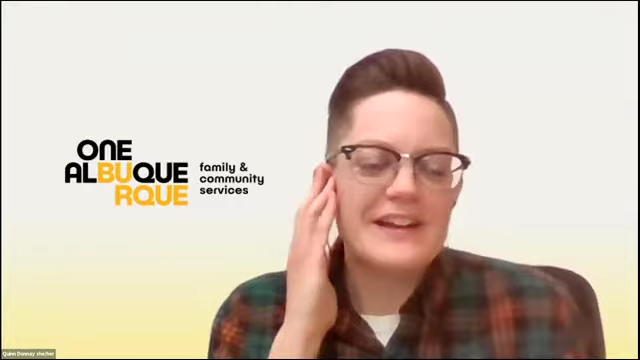 ONE
ALBUQUE
RQUE
family &
community
services
Quinn Donnay she/her